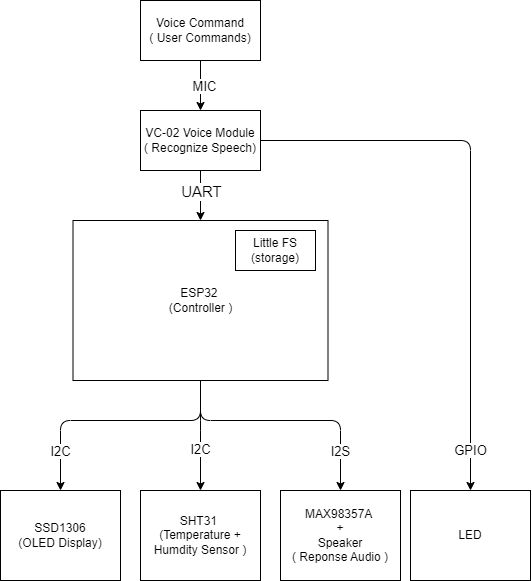 Voice Command
( User Commands)
MIC
VC-02 Voice Module
( Recognize Speech)
UART
Little FS
(storage)
ESP32
(Controller )
I2C
I2C
I2S
GPIO
SSD1306
(OLED Display)
SHT31
(Temperature +
Humdity Sensor )
MAX98357A
+
Speaker
( Reponse Audio )
LED